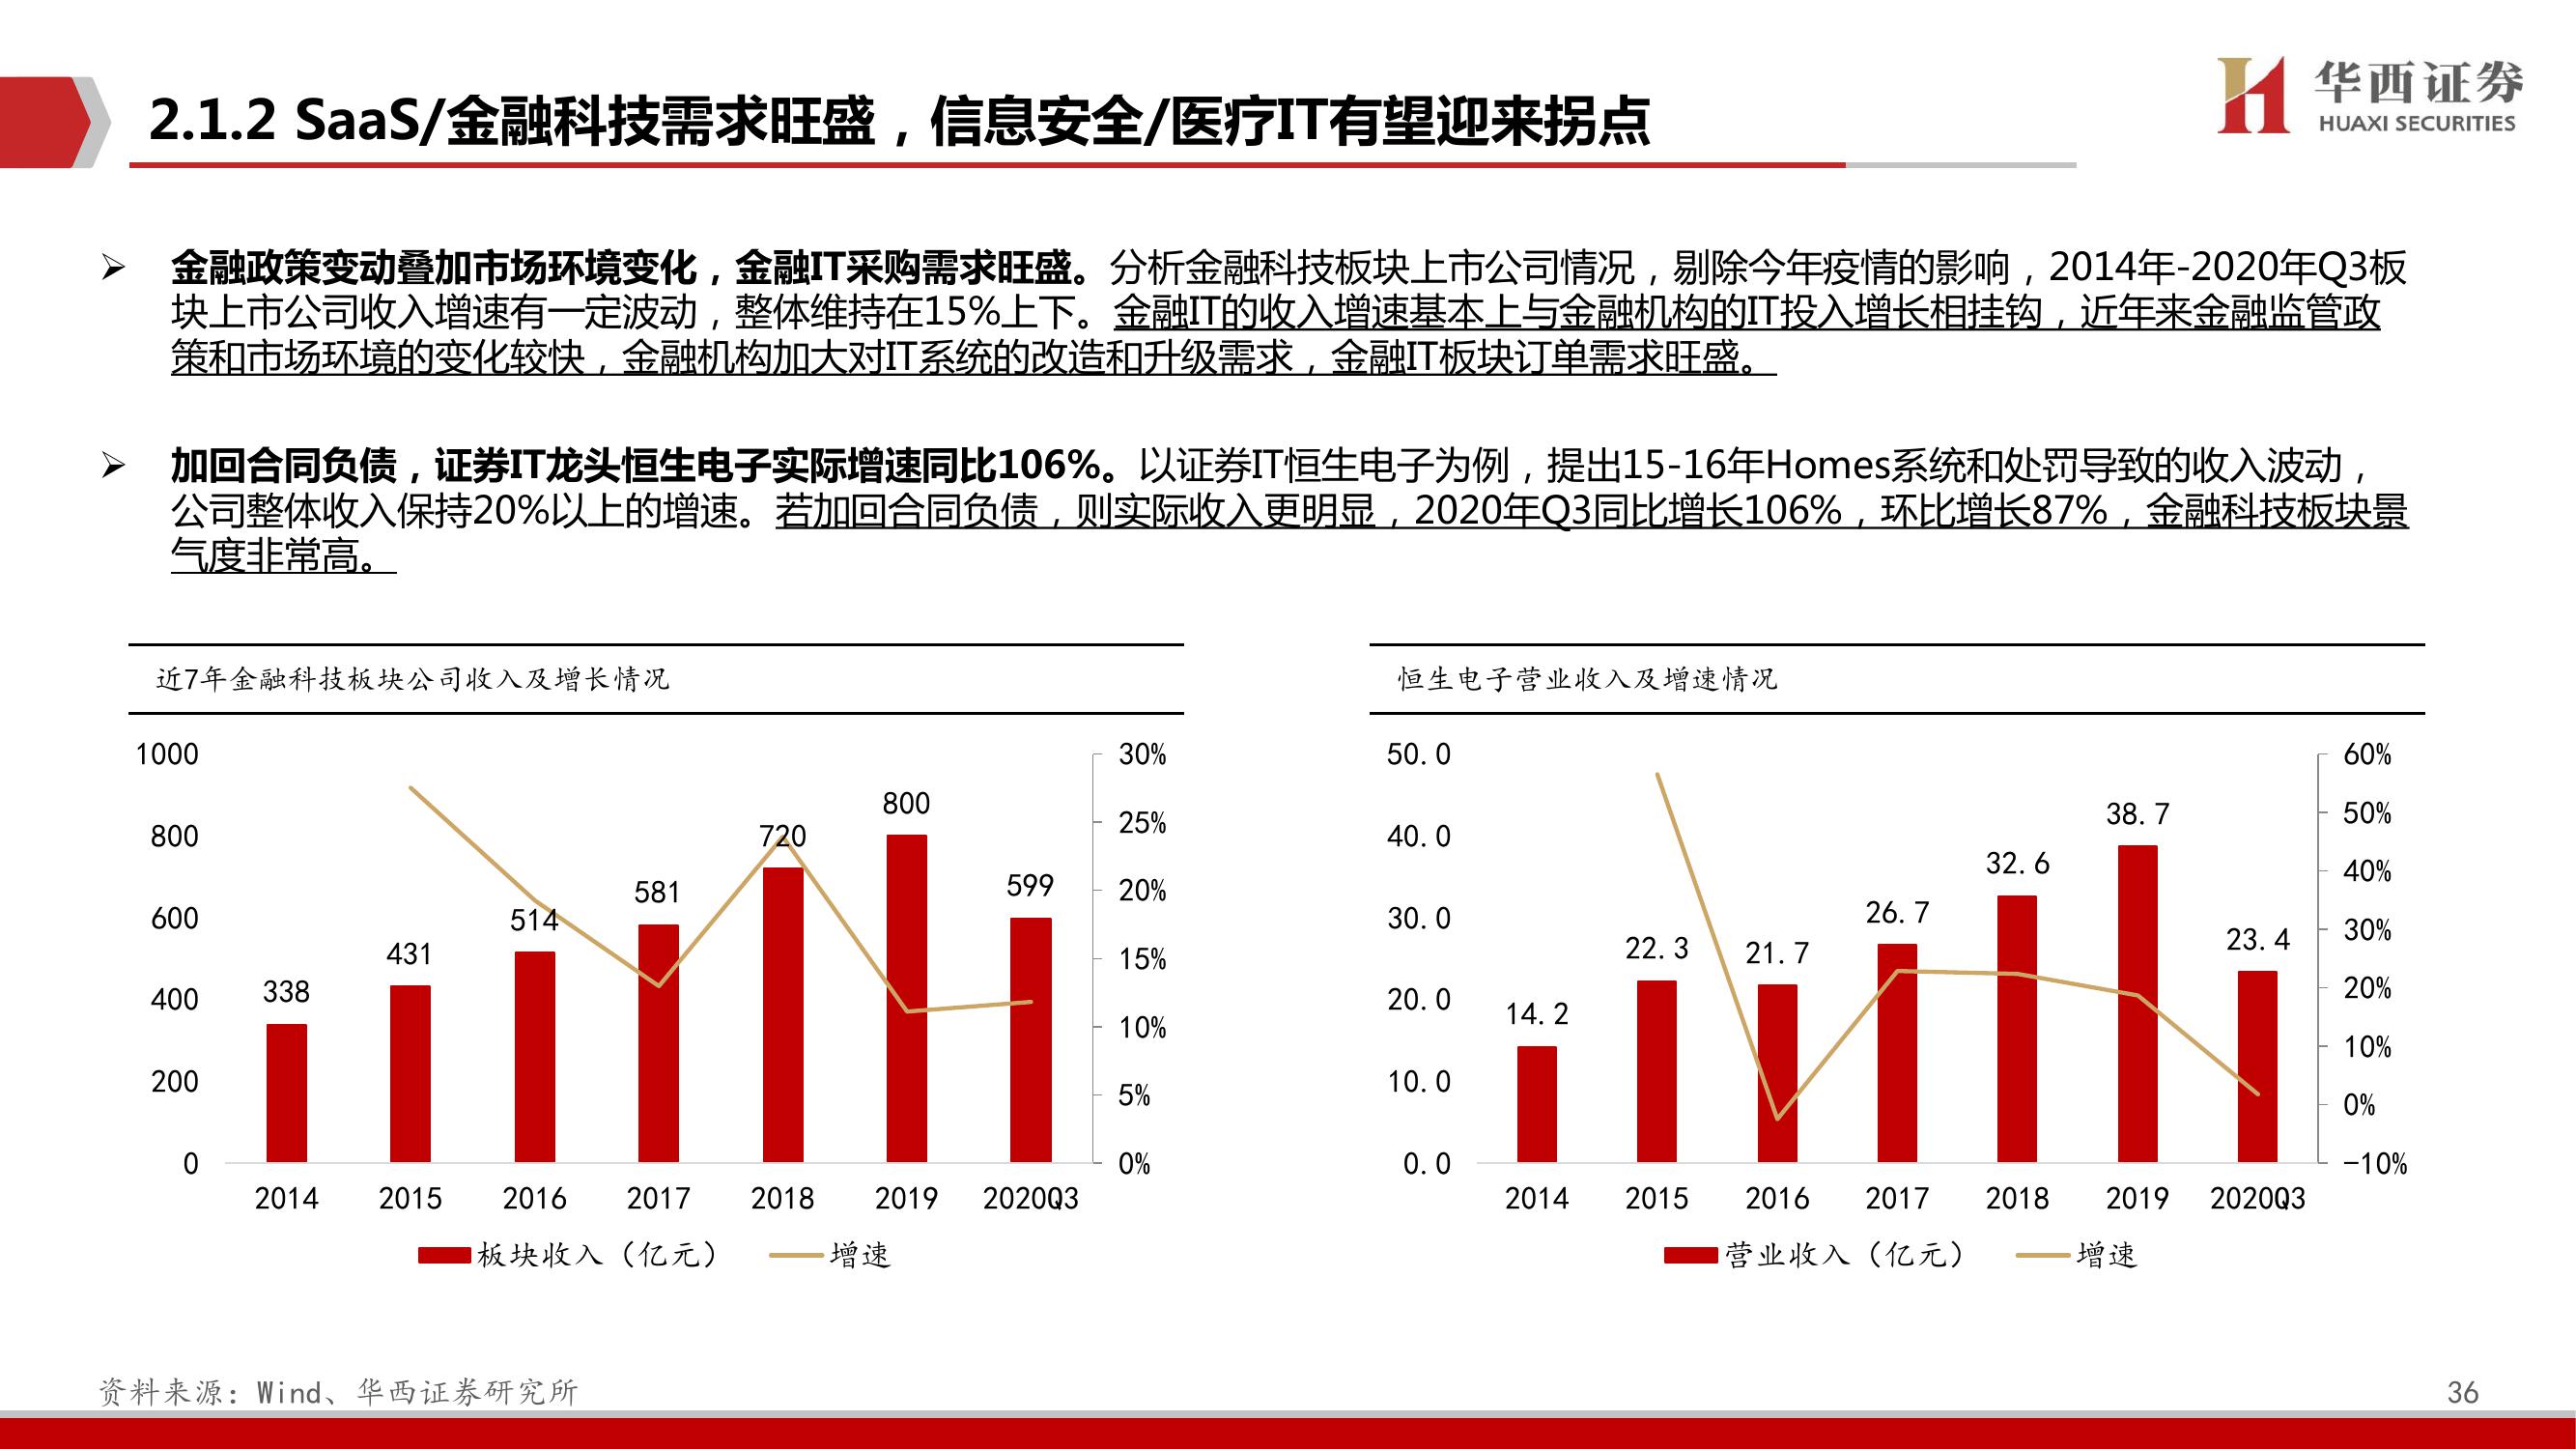 2.1.2 SaaS/金融科技需求旺盛，信息安全/医疗IT有望迎来拐点
华西证券
HUAXI SECURITIES
金融政策变动叠加市场环境变化，金融IT采购需求旺盛。分析金融科技板块上市公司情况，剔除今年疫情的影响，2014年-2020年Q3板
块上市公司收入增速有一定波动，整体维持在15%上下。金融IT的收入增速基本上与金融机构的IT投入增长相挂钩，近年来金融监管政
策和市场环境的变化较快，金融机构加大对IT系统的改造和升级需求，金融IT板块订单需求旺盛。
加回合同负债，证券IT龙头恒生电子实际增速同比106%。以证券IT恒生电子为例，提出15-16年Homes系统和处罚导致的收入波动，
公司整体收入保持20%以上的增速。若加回合同负债，则实际收入更明显，2020年Q3同比增长106%，环比增长87%，金融科技板块景
气度非常高。
近7年金融科技板块公司收入及增长情况
1000
800
600
400
200
0
30%
25%
20%
15%
10%
5%
0%
338
431
514
581
720
800
599
2014 2015 2016 2017 2018 2019 2020Q3
板块收入（亿元） 增速
恒生电子营业收入及增速情况
50.0
40.0
30.0
20.0
10.0
0.0
60%
50%
40%
30%
20%
10%
0%
-10%
14.2
22.3
21.7
26.7
32.6
38.7
23.4
2014 2015 2016 2017 2018 2019 2020Q3
营业收入（亿元） 增速
资料来源：Wind、华西证券研究所
36